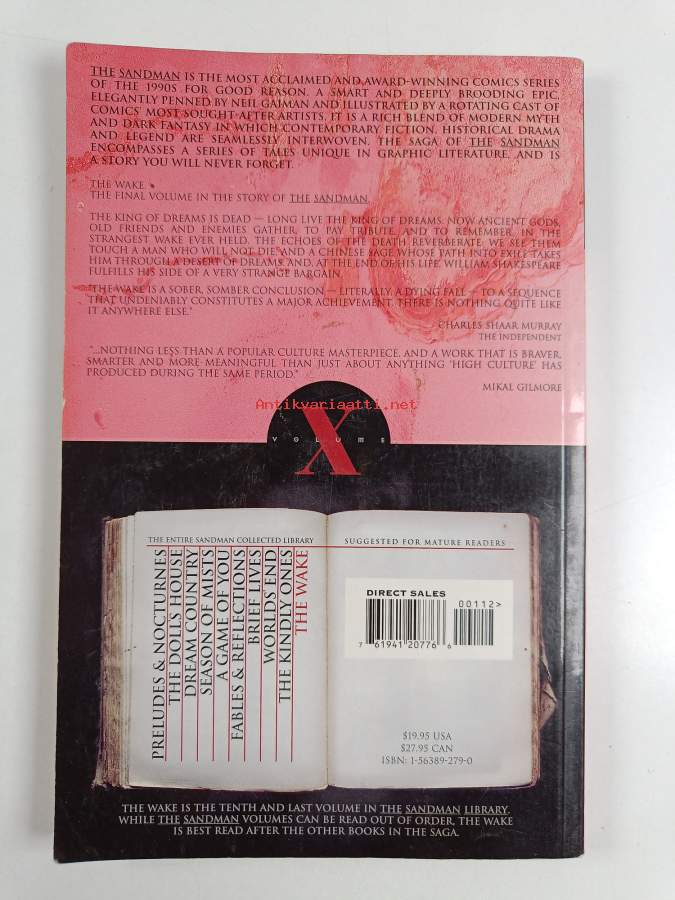 THE SANDMAN IS THE MOST ACCLAIMED AND AWARD-WINNING COMICS SERIES
OF THE 1990S FOR GOOD REASON. A SMART AND DEEPLY BROODING EPIC,
ELEGANTLY PENNED BY NEIL GAIMAN AND ILLUSTRATED BY A ROTATING CAST OF
COMICS' MOST SOUGHT AFTER ARTISTS, IT IS A RICH BLEND OF MODERN MYTH
AND DARK FANTASY IN WHICH CONTEMPORARY FICTION, HISTORICAL DRAMA
AND LEGEND ARE SEAMLESSLY INTERWOVEN. THE SAGA OF THE SANDMAN
ENCOMPASSES A SERIES OF TALES UNIQUE IN GRAPHIC LITERATURE, AND IS
A STORY YOU WILL NEVER FORGET.
THE WAKE
THE FINAL VOLUME IN THE STORY OF THE SANDMAN.
THE KING OF DREAMS IS DEAD — LONG LIVE THE KING OF DREAMS. NOW ANCIENT GODS,
OLD FRIENDS AND ENEMIES GATHER, TO PAY TRIBUTE, AND TO REMEMBER, IN THE
STRANGEST WAKE EVER HELD. THE ECHOES OF THE DEATH REVERBERATE: WE SEE THEM
TOUCH A MAN WHO WILL NOT DIE, AND A CHINESE SAGE, WHOSE PATH INTO EXILE TAKES
HIM THROUGH A DESERT OF DREAMS, AND, AT THE END OF HIS LIFE, WILLIAM SHAKESPEARE
FULFILLS HIS SIDE OF A VERY STRANGE BARGAIN.
"THE WAKE IS A SOBER, SOMBER CONCLUSION — LITERALLY, A DYING FALL — TO A SEQUENCE
THAT UNDENIABLY CONSTITUTES A MAJOR ACHIEVEMENT. THERE IS NOTHING QUITE LIKE
IT ANYWHERE ELSE."
CHARLES SHAAR MURRAY
THE INDEPENDENT
"...NOTHING LESS THAN A POPULAR CULTURE MASTERPIECE, AND A WORK THAT IS BRAVER,
SMARTER AND MORE MEANINGFUL THAN JUST ABOUT ANYTHING 'HIGH CULTURE' HAS
PRODUCED DURING THE SAME PERIOD."
MIKAL GILMORE
Antikvariaatti.net
VOLUME
X
THE ENTIRE SANDMAN COLLECTED LIBRARY
PRELUDES & NOCTURNES
THE DOLL'S HOUSE
DREAM COUNTRY
SEASON OF MISTS
A GAME OF YOU
FABLES & REFLECTIONS
BRIEF LIVES
WORLDS' END
THE KINDLY ONES
THE WAKE
SUGGESTED FOR MATURE READERS
DIRECT SALES
00112>
7 61941 20776 6
$19.95 USA
$27.95 CAN
ISBN: 1-56389-279-0
THE WAKE IS THE TENTH AND LAST VOLUME IN THE SANDMAN LIBRARY.
WHILE THE SANDMAN VOLUMES CAN BE READ OUT OF ORDER, THE WAKE
IS BEST READ AFTER THE OTHER BOOKS IN THE SAGA.